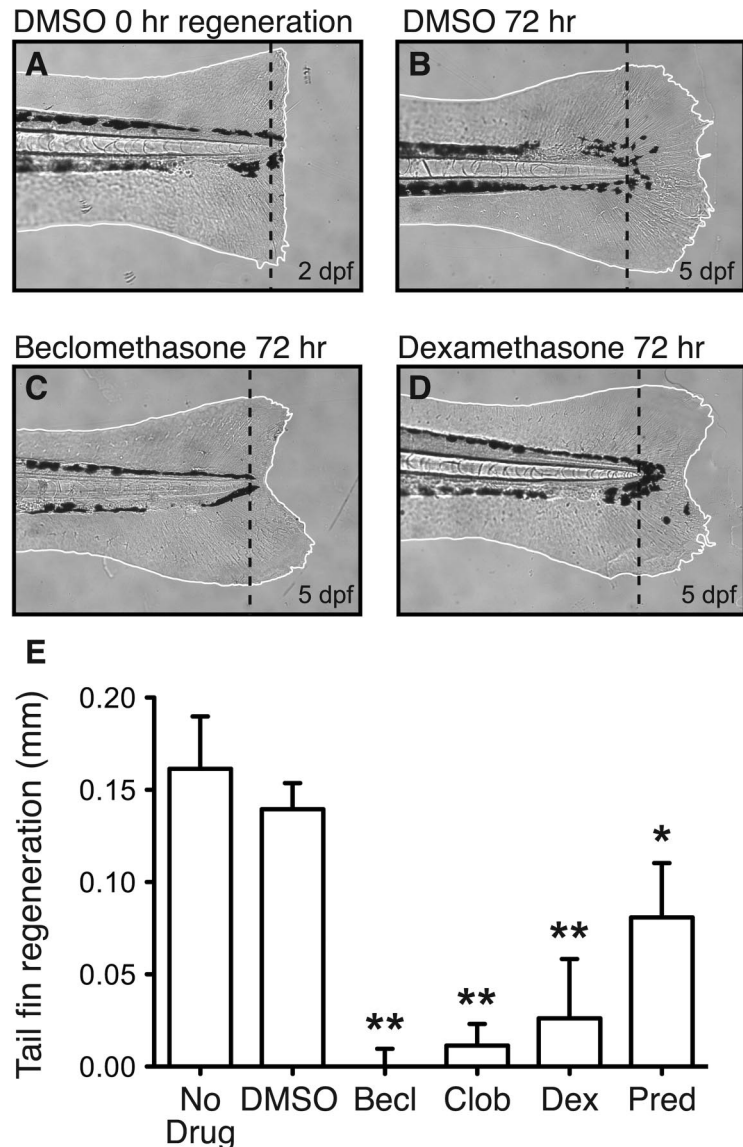 DMSO 0 hr regeneration
A
2 dpf
DMSO 72 hr
B
5 dpf
Beclomethasone 72 hr
C
5 dpf
Dexamethasone 72 hr
D
5 dpf
E
Tail fin regeneration (mm)
0.20
0.15
0.10
0.05
0.00
**
**
**
*
No Drug
DMSO
Becl
Clob
Dex
Pred